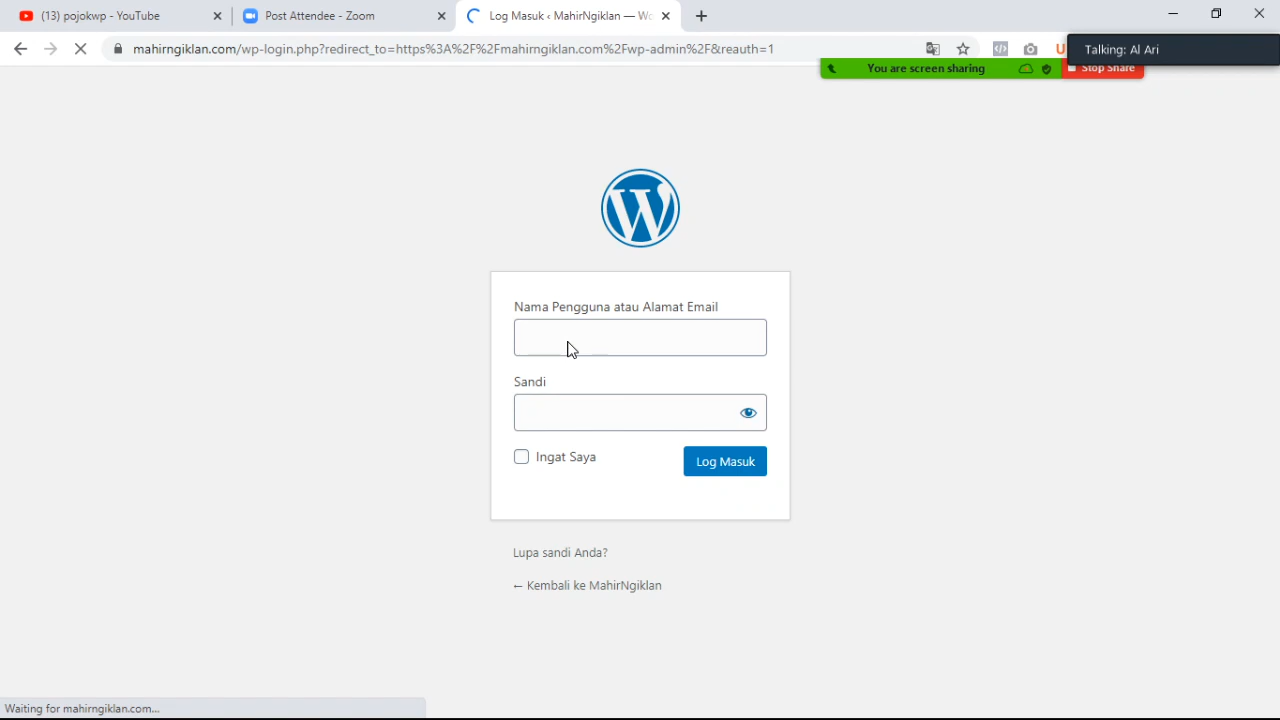 (13) pojokwp - YouTube
Post Attendee - Zoom
Log Masuk ‹ MahirNgiklan — Wo
mahirngiklan.com/wp-login.php?redirect_to=https%3A%2F%2Fmahirngiklan.com%2Fwp-admin%2F&reauth=1
Talking: Al Ari
You are screen sharing
Stop Share
Nama Pengguna atau Alamat Email
Sandi
Ingat Saya
Log Masuk
Lupa sandi Anda?
← Kembali ke MahirNgiklan
Waiting for mahirngiklan.com...